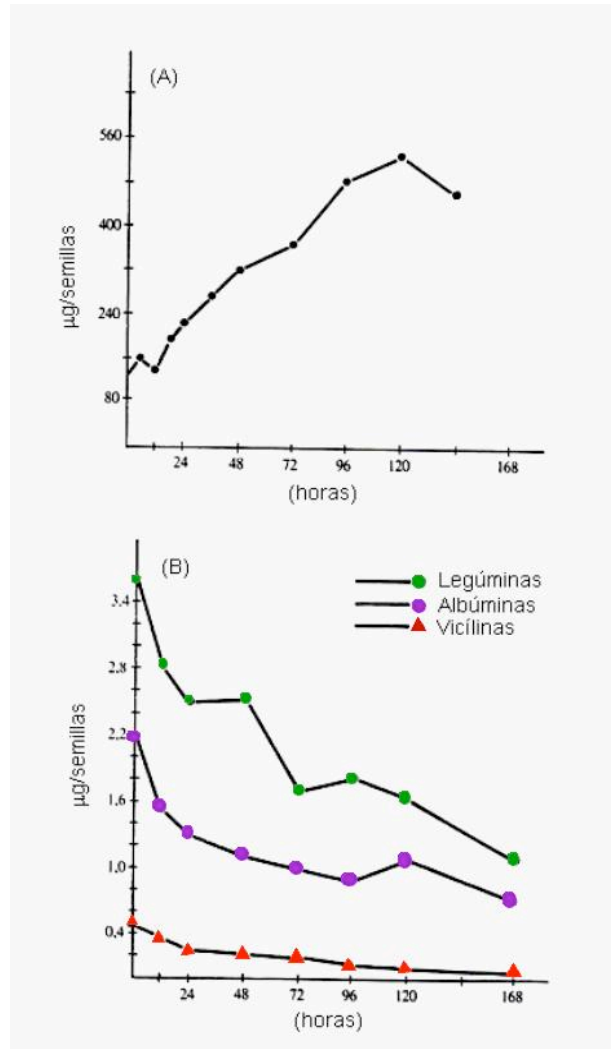 (A)
560
400
240
80
µg/semillas
24 48 72 96 120 168
(horas)
(B)
Legúminas
Albúminas
Vicílinas
3.4
2.8
2.2
1.6
1.0
0.4
µg/semillas
24 48 72 96 120 168
(horas)